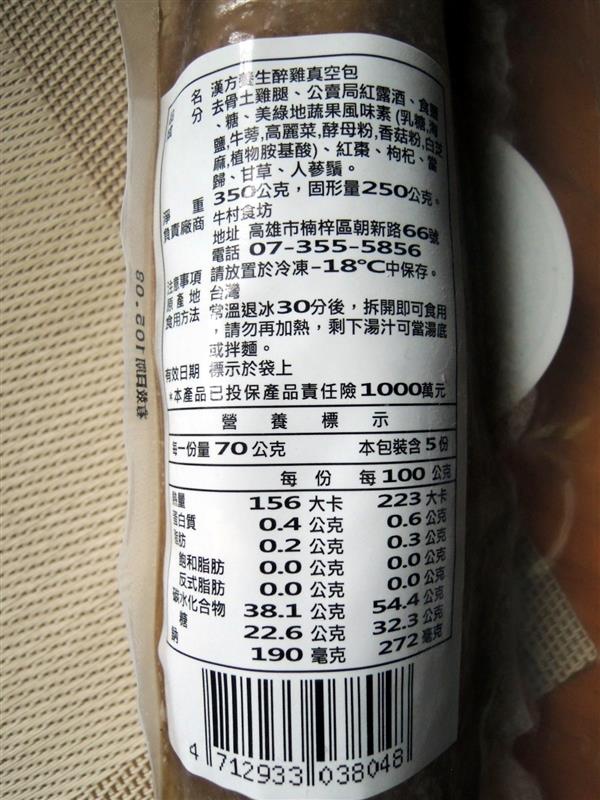 名 漢方養生醉雞真空包
成分 去骨土雞腿、公賣局紅露酒、食鹽
、糖、美綠地蔬果風味素(乳糖,海
鹽,牛蒡,高麗菜,酵母粉,香菇粉,白芝
麻,植物胺基酸)、紅棗、枸杞、當
歸、甘草、人蔘鬚。
淨重 350公克，固形量250公克。
負責廠商 牛村食坊
地址 高雄市楠梓區朝新路66號
電話 07-355-5856
注意事項 請放置於冷凍-18℃中保存。
原產地 台灣
食用方法 常溫退冰30分後，拆開即可食用
，請勿再加熱，剩下湯汁可當湯底
或拌麵。
有效日期 標示於袋上
*本產品已投保產品責任險1000萬元
營養標示
每一份量 70 公克 本包裝含 5 份
每份 每 100 公克
熱量 156 大卡 223 大卡
蛋白質 0.4 公克 0.6 公克
脂肪 0.2 公克 0.3 公克
飽和脂肪 0.0 公克 0.0 公克
反式脂肪 0.0 公克 0.0 公克
碳水化合物 38.1 公克 54.4 公克
糖 22.6 公克 32.3 公克
鈉 190 毫克 272 毫克
4 712933 038048
有效日期 105.08